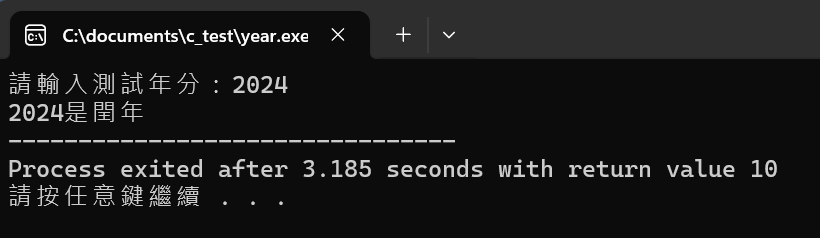 C:\documents\c_test\year.exe
請輸入測試年分：2024
2024是閏年
--------------------------------
Process exited after 3.185 seconds with return value 10
請按任意鍵繼續 . . .